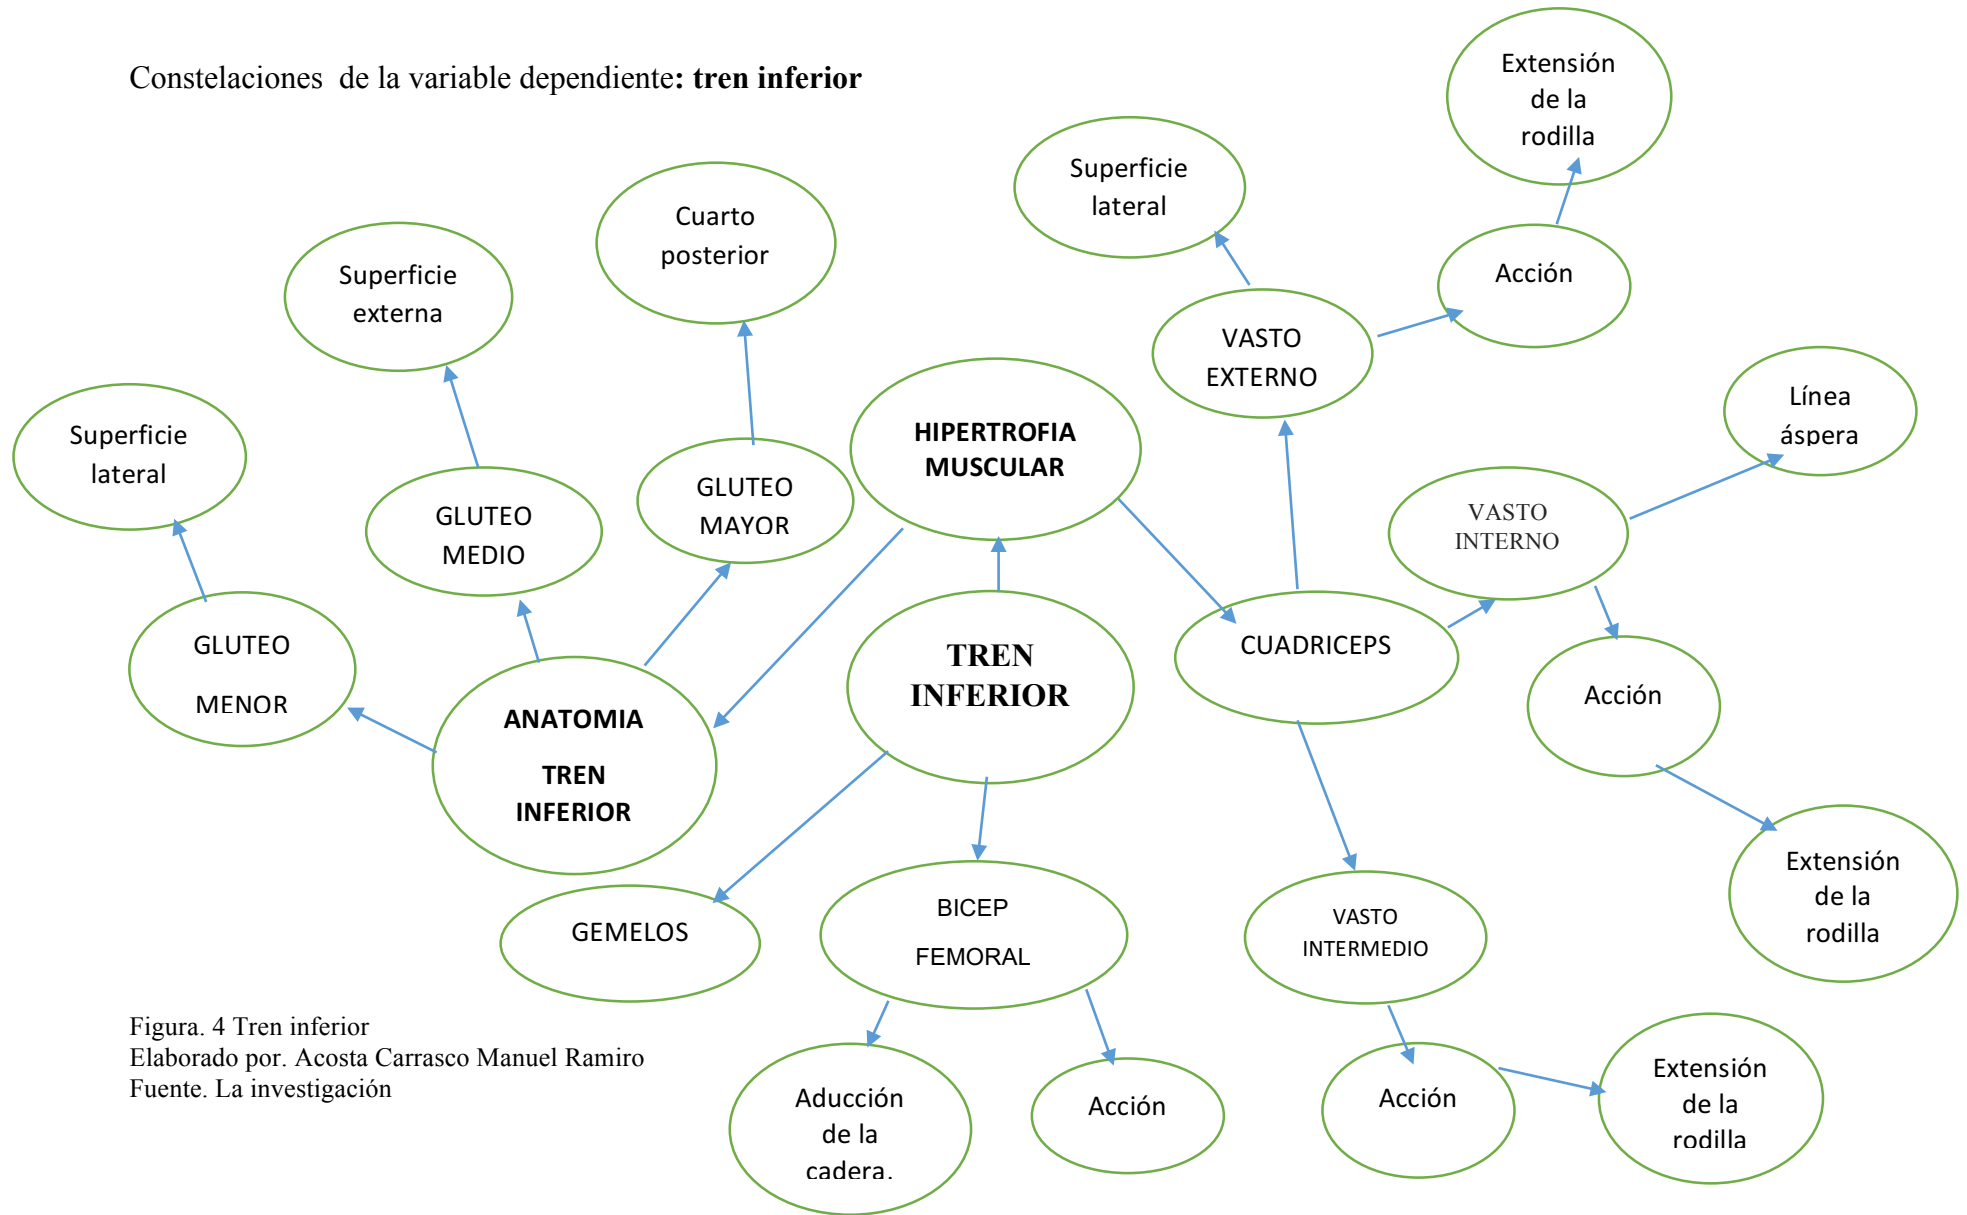 Constelaciones  de la variable dependiente: tren inferior
Extensión
de la
rodilla
Superficie
lateral
Cuarto
posterior
Superficie
externa
Acción
VASTO
EXTERNO
Línea
áspera
Superficie
lateral
HIPERTROFIA
MUSCULAR
GLUTEO
MAYOR
GLUTEO
MEDIO
VASTO
INTERNO
GLUTEO
MENOR
TREN
INFERIOR
CUADRICEPS
Acción
ANATOMIA
TREN
INFERIOR
Extensión
de la
rodilla
GEMELOS
BICEP
FEMORAL
VASTO
INTERMEDIO
Figura. 4 Tren inferior
Elaborado por. Acosta Carrasco Manuel Ramiro
Fuente. La investigación
Aducción
de la
cadera.
Acción
Acción
Extensión
de la
rodilla